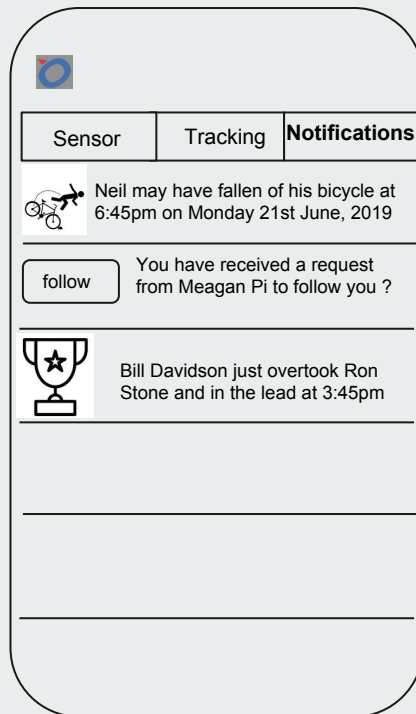 Sensor Tracking Notifications
Neil may have fallen of his bicycle at
6:45pm on Monday 21st June, 2019
follow
You have received a request
from Meagan Pi to follow you ?
Bill Davidson just overtook Ron
Stone and in the lead at 3:45pm